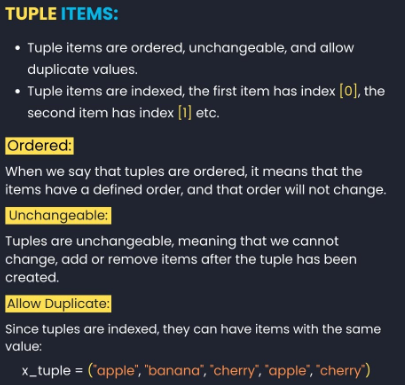 TUPLE ITEMS:
• Tuple items are ordered, unchangeable, and allow
duplicate values.
• Tuple items are indexed, the first item has index [0], the
second item has index [1] etc.
Ordered:
When we say that tuples are ordered, it means that the
items have a defined order, and that order will not change.
Unchangeable:
Tuples are unchangeable, meaning that we cannot
change, add or remove items after the tuple has been
created.
Allow Duplicate:
Since tuples are indexed, they can have items with the same
value:
x_tuple = ("apple", "banana", "cherry", "apple", "cherry")